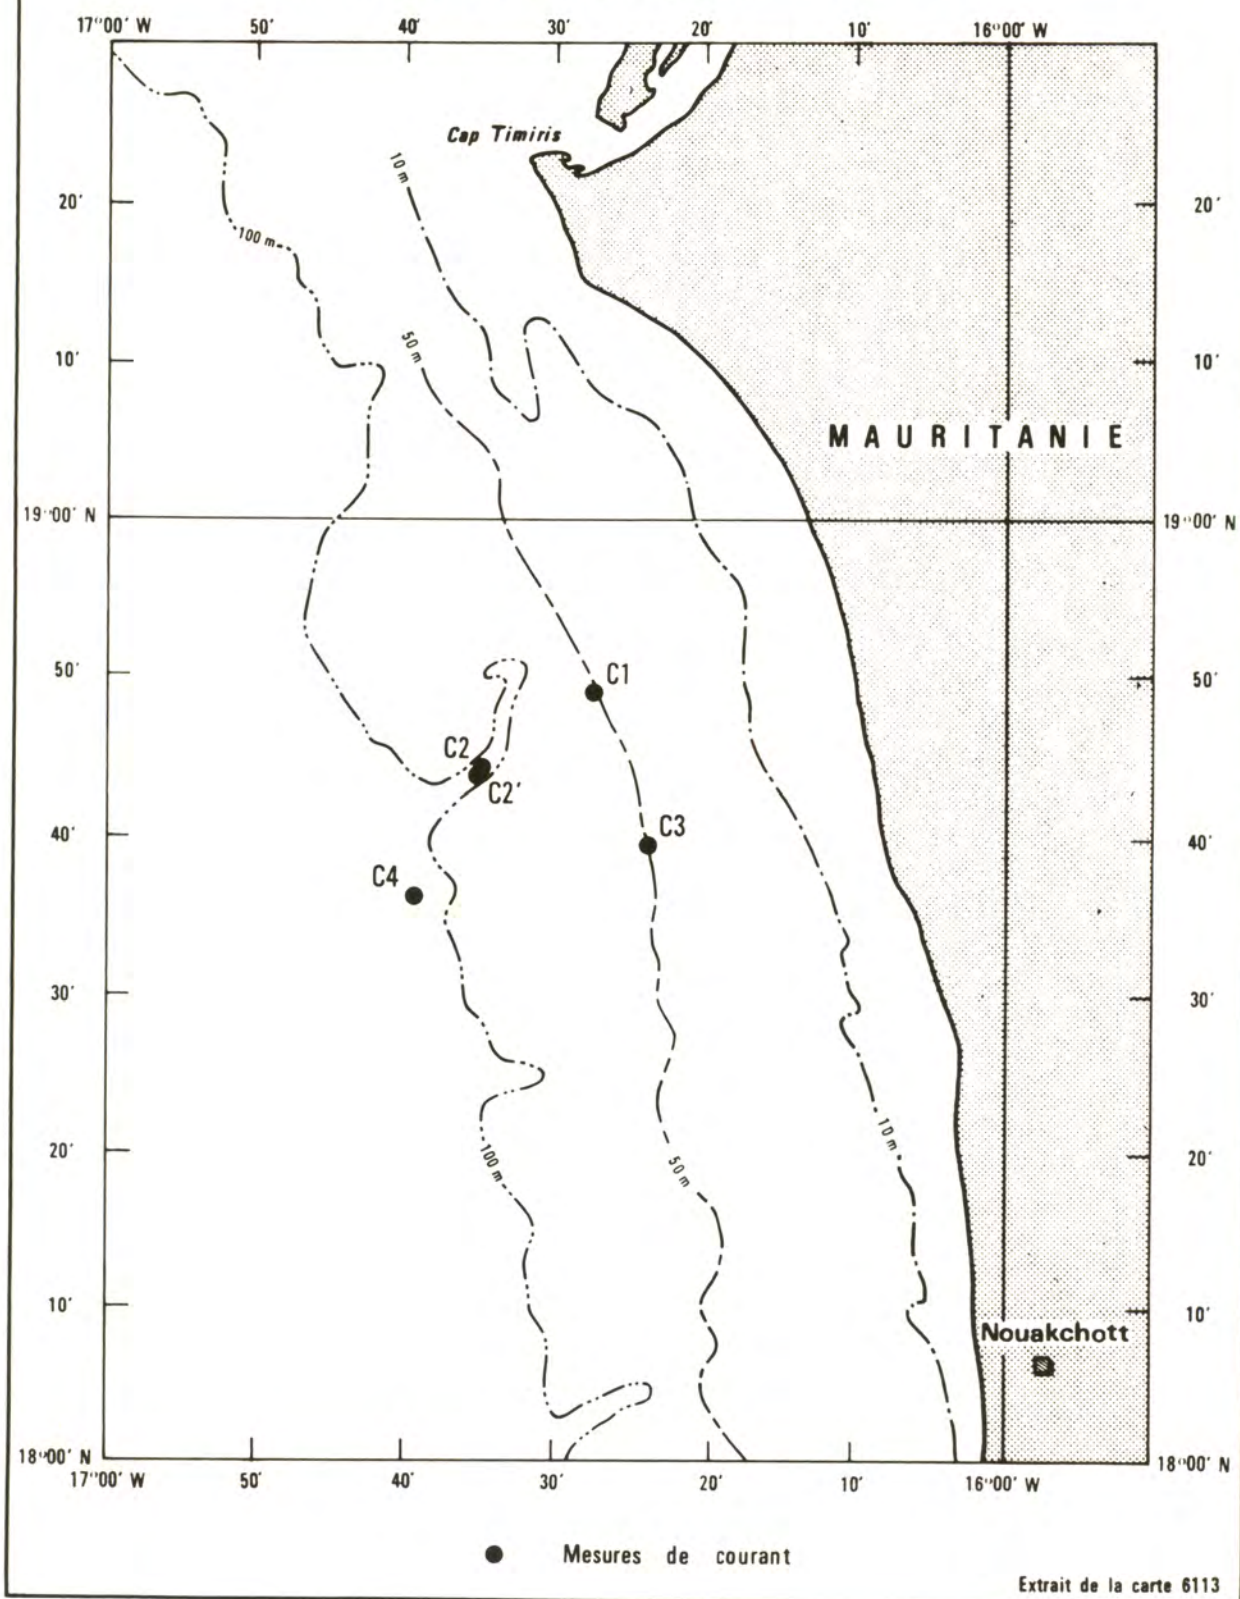 17°00' W 50' 40' 30' 20' 10' 16°00' W
Cap Timiris
10 m
20' 20'
100 m
50 m
10' 10'
MAURITANIE
19°00' N 19°00' N
50' C1 50'
C2
C2'
40' C3 40'
C4
30' 30'
10 m
20' 100 m 50 m 20'
10' 10'
Nouakchott
18°00' N 18°00' N
17°00' W 50' 40' 30' 20' 10' 16°00' W
Mesures de courant
Extrait de la carte 6113